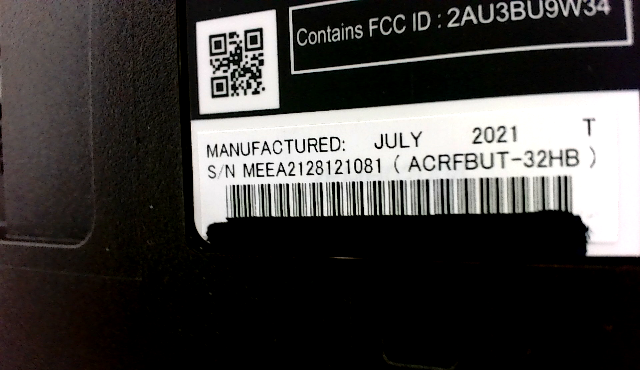 Contains FCC ID : 2AU3BU9W34
MANUFACTURED: JULY 2021 T
S/N MEEA2128121081 ( ACRFBUT-32HB )